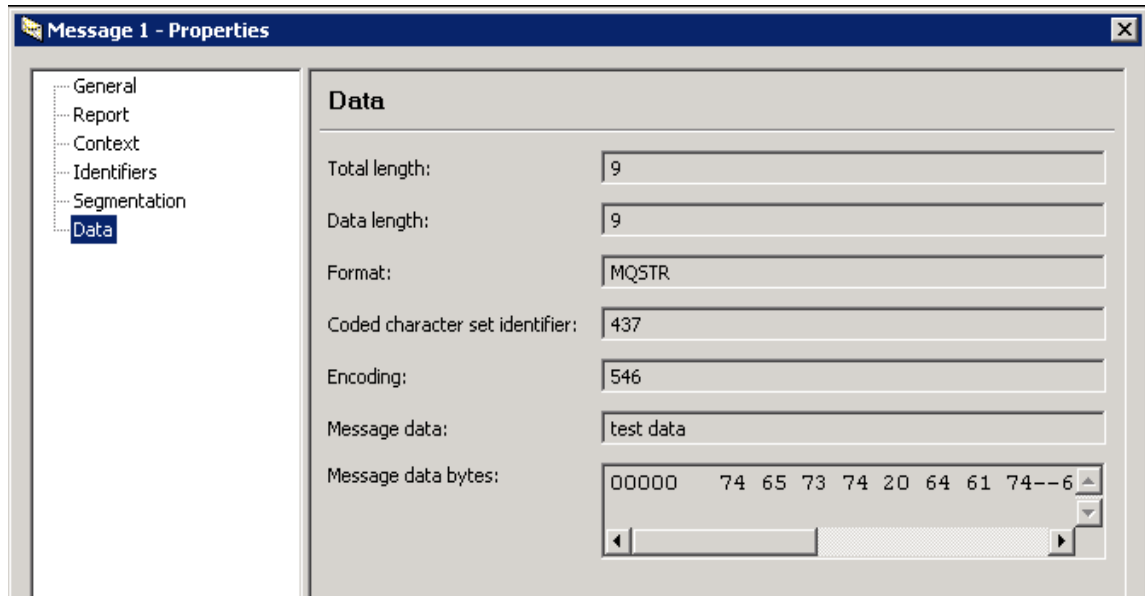 Message 1 - Properties
General
Report
Context
Identifiers
Segmentation
Data
Data
Total length: 9
Data length: 9
Format: MQSTR
Coded character set identifier: 437
Encoding: 546
Message data: test data
Message data bytes: 00000 74 65 73 74 20 64 61 74--6